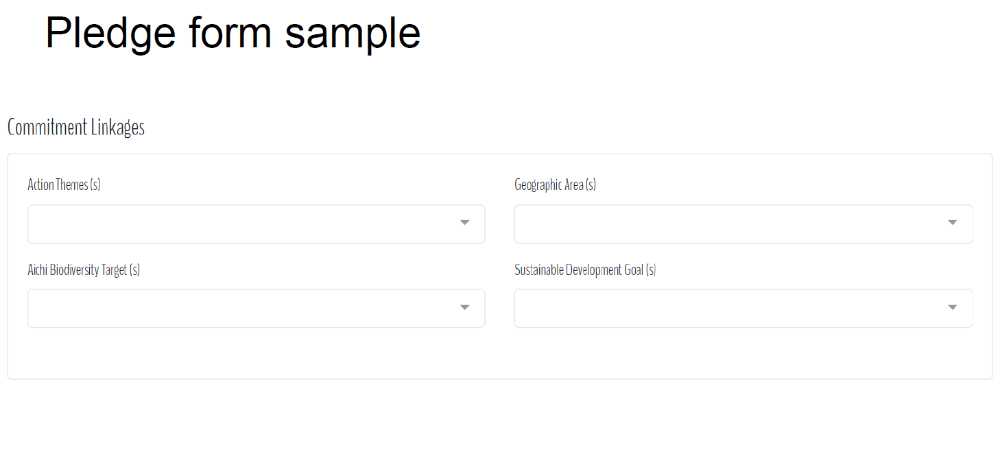 Pledge form sample
Commitment Linkages
Action Themes (s)
Geographic Area (s)
Aichi Biodiversity Target (s)
Sustainable Development Goal (s)